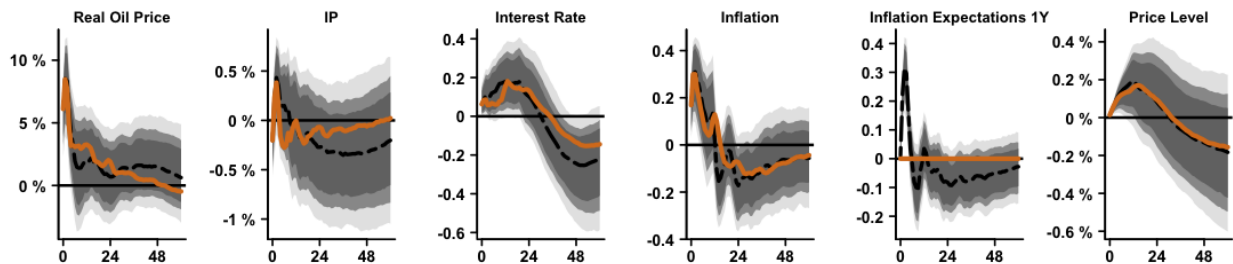 Real Oil Price
10 %
5 %
0 %
0 24 48
IP
0.5 %
0 %
-0.5 %
-1 %
0 24 48
Interest Rate
0.4
0.2
0
-0.2
-0.4
-0.6
0 24 48
Inflation
0.4
0.2
0
-0.2
-0.4
0 24 48
Inflation Expectations 1Y
0.4
0.3
0.2
0.1
0
-0.1
-0.2
0 24 48
Price Level
0.4 %
0.2 %
0 %
-0.2 %
-0.4 %
-0.6 %
0 24 48